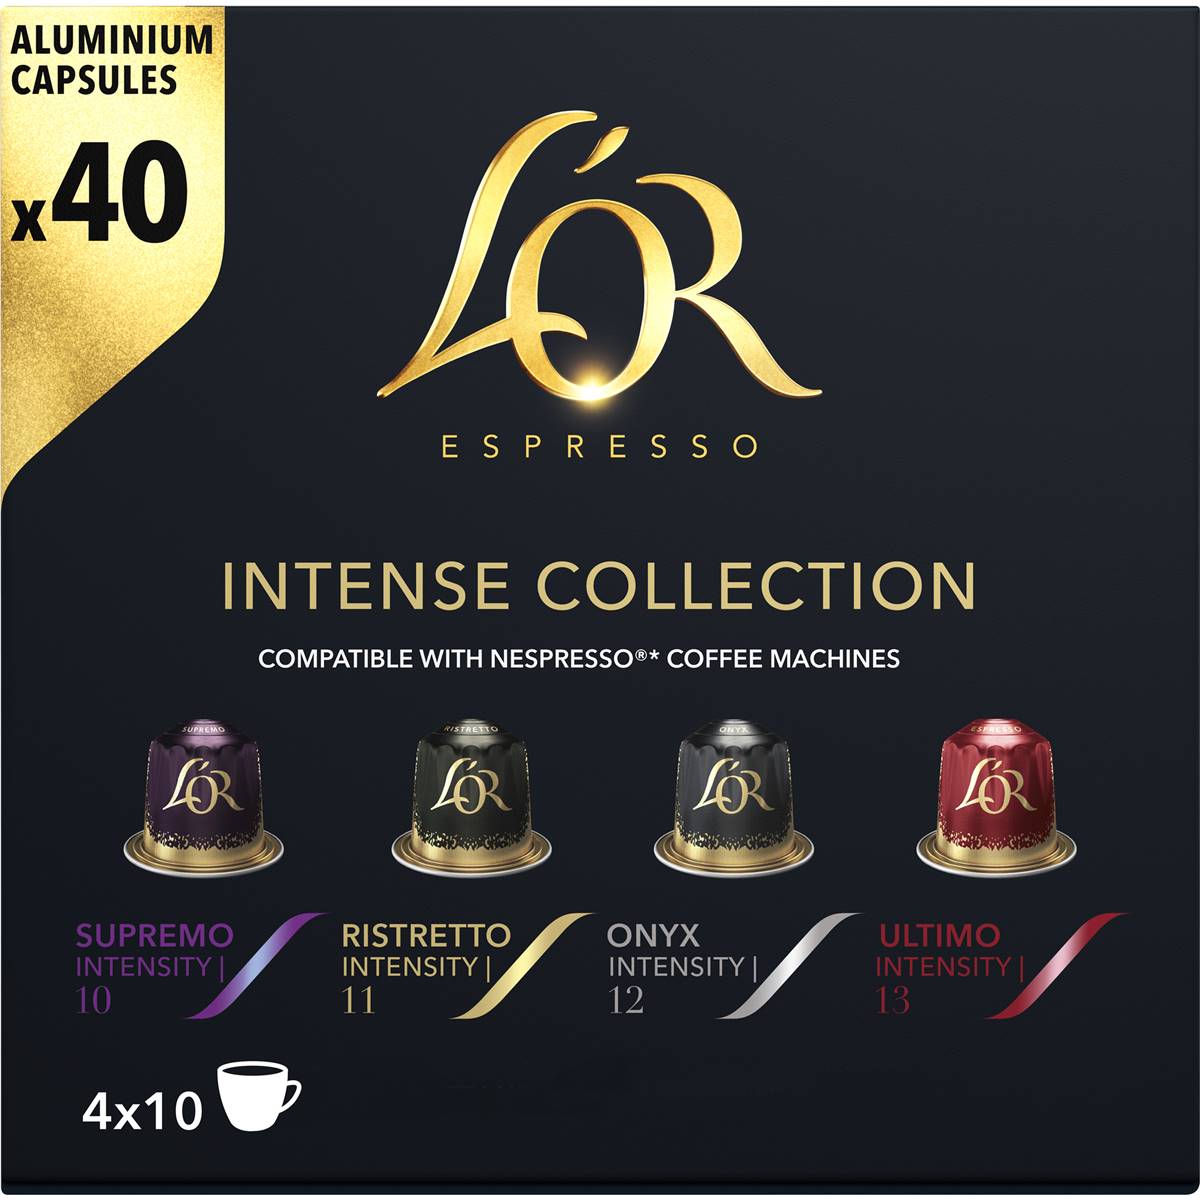 ALUMINIUM
CAPSULES
x40
L'OR
ESPRESSO
INTENSE COLLECTION
COMPATIBLE WITH NESPRESSO®* COFFEE MACHINES
SUPREMO
L'OR
RISTRETTO
L'OR
ONYX
L'OR
ESPRESSO
L'OR
SUPREMO
INTENSITY |
10
RISTRETTO
INTENSITY |
11
ONYX
INTENSITY |
12
ULTIMO
INTENSITY |
13
4x10